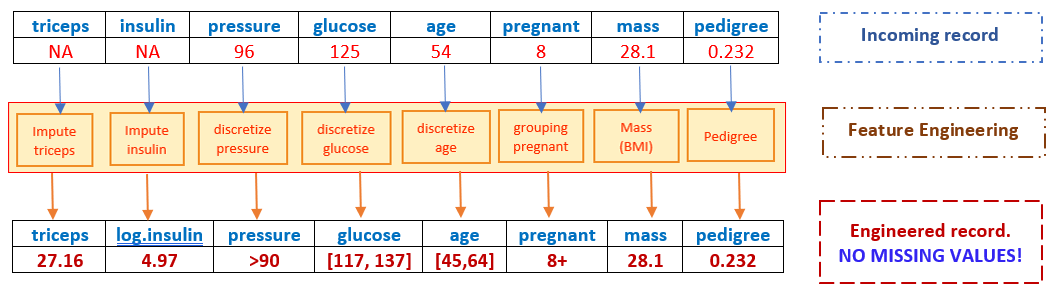 triceps insulin pressure glucose age pregnant mass pedigree
NA NA 96 125 54 8 28.1 0.232
Incoming record
Impute triceps
Impute insulin
discretize pressure
discretize glucose
discretize age
grouping pregnant
Mass (BMI)
Pedigree
Feature Engineering
triceps log.insulin pressure glucose age pregnant mass pedigree
27.16 4.97 >90 [117, 137] [45,64] 8+ 28.1 0.232
Engineered record.
NO MISSING VALUES!